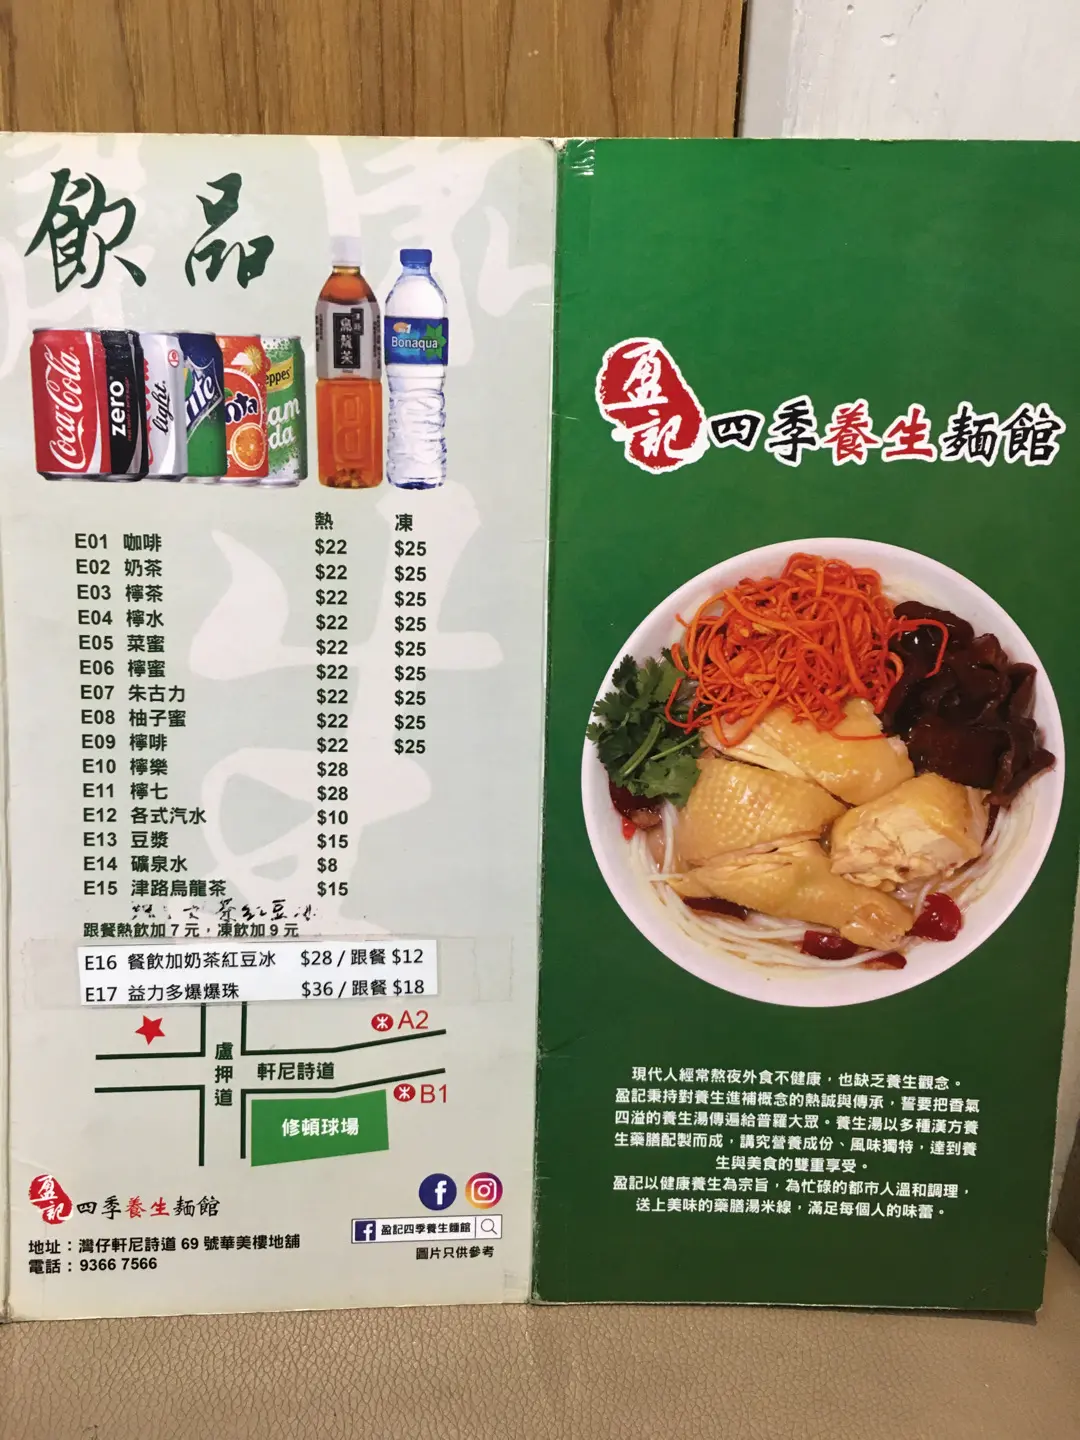 飲品
Coca-Cola
zero
light.
Sprite
烏龍茶
Bonaqua
熱 凍
E01 咖啡 $22 $25
E02 奶茶 $22 $25
E03 檸茶 $22 $25
E04 檸水 $22 $25
E05 菜蜜 $22 $25
E06 檸蜜 $22 $25
E07 朱古力 $22 $25
E08 柚子蜜 $22 $25
E09 檸啡 $22 $25
E10 檸樂 $28
E11 檸七 $28
E12 各式汽水 $10
E13 豆漿 $15
E14 礦泉水 $8
E15 津路烏龍茶 $15
茶紅豆冰
跟餐熱飲加7元，凍飲加9元
E16 餐飲加奶茶紅豆冰 $28 / 跟餐 $12
E17 益力多爆爆珠 $36 / 跟餐 $18
A2
盧押道
軒尼詩道
B1
修頓球場
盈記四季養生麵館
盈記四季養生麵館
圖片只供參考
地址：灣仔軒尼詩道 69 號華美樓地舖
電話：9366 7566
盈記四季養生麵館
現代人經常熬夜外食不健康，也缺乏養生觀念。
盈記秉持對養生進補概念的熱誠與傳承，誓要把香氣
四溢的養生湯傳遍給普羅大眾。養生湯以多種漢方養
生藥膳配製而成，講究營養成份、風味獨特，達到養
生與美食的雙重享受。
盈記以健康養生為宗旨，為忙碌的都市人溫和調理，
送上美味的藥膳湯米線，滿足每個人的味蕾。